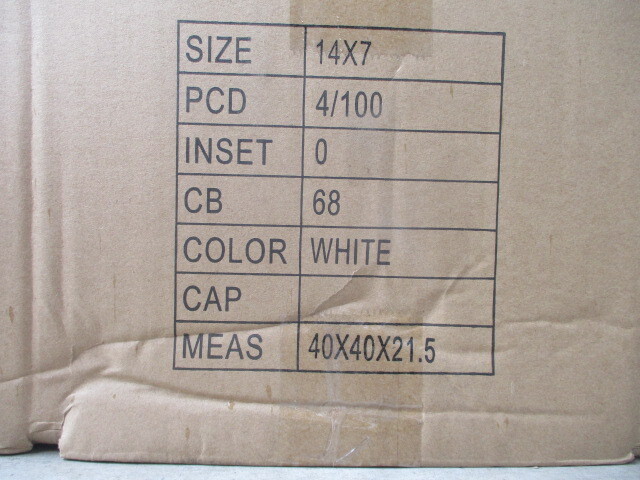 SIZE 14X7
PCD 4/100
INSET 0
CB 68
COLOR WHITE
CAP
MEAS 40X40X21.5